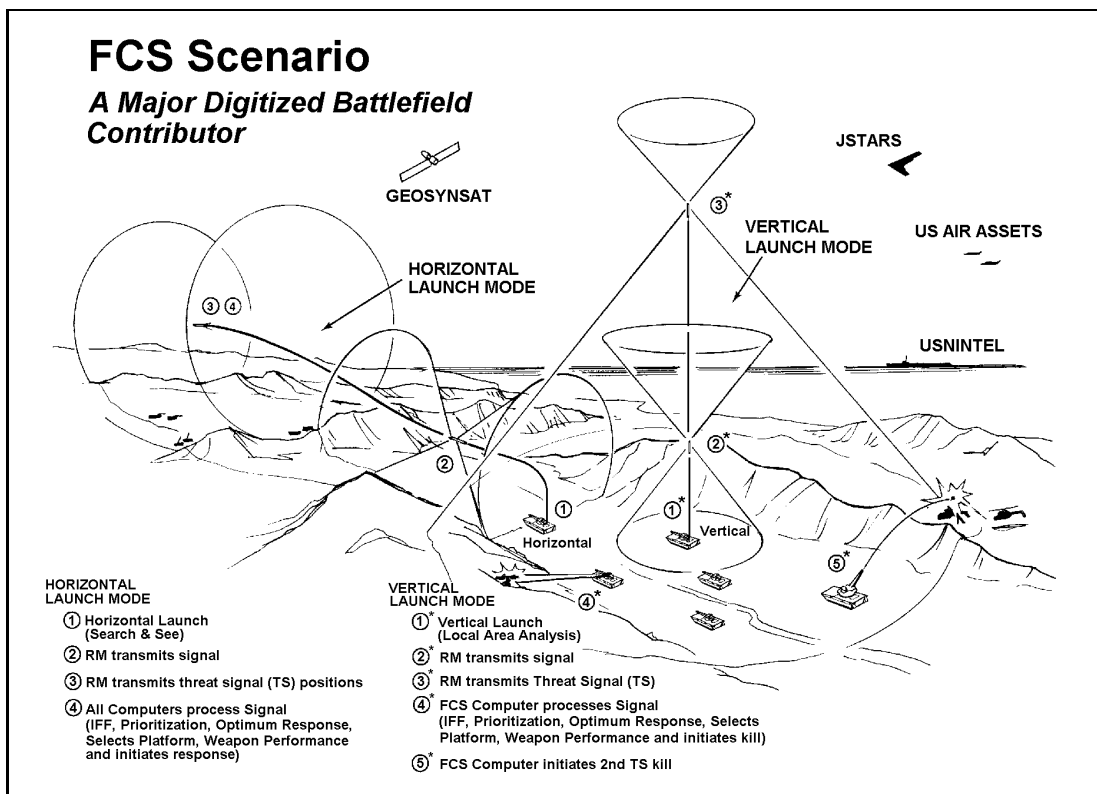 FCS Scenario
A Major Digitized Battlefield
Contributor
GEOSYNSAT
JSTARS
US AIR ASSETS
USNINTEL
HORIZONTAL
LAUNCH MODE
VERTICAL
LAUNCH MODE
③ ④
③*
②
②*
①
①*
Horizontal
Vertical
④*
⑤*
HORIZONTAL
LAUNCH MODE
① Horizontal Launch
(Search & See)
② RM transmits signal
③ RM transmits threat signal (TS) positions
④ All Computers process Signal
(IFF, Prioritization, Optimum Response,
Selects Platform, Weapon Performance
and initiates response)
VERTICAL
LAUNCH MODE
①* Vertical Launch
(Local Area Analysis)
②* RM transmits signal
③* RM transmits Threat Signal (TS)
④* FCS Computer processes Signal
(IFF, Prioritization, Optimum Response, Selects
Platform, Weapon Performance and initiates kill)
⑤* FCS Computer initiates 2nd TS kill